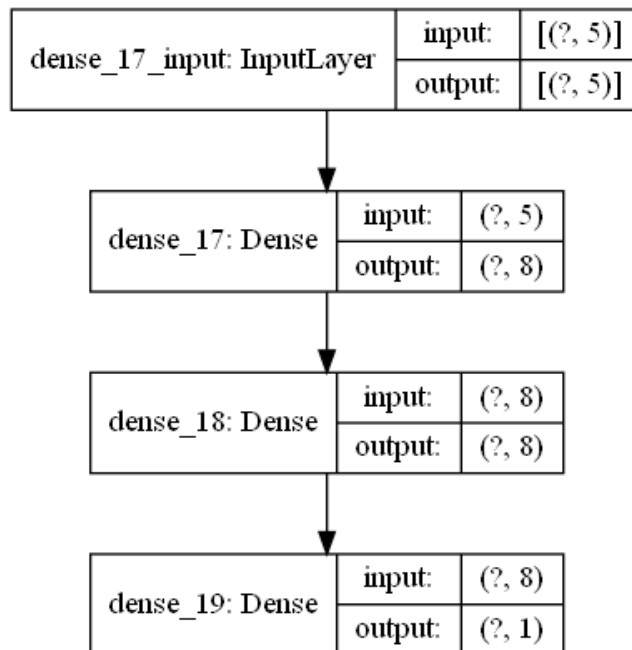 dense_17_input: InputLayer
input: [(?, 5)]
output: [(?, 5)]
dense_17: Dense
input: (?, 5)
output: (?, 8)
dense_18: Dense
input: (?, 8)
output: (?, 8)
dense_19: Dense
input: (?, 8)
output: (?, 1)